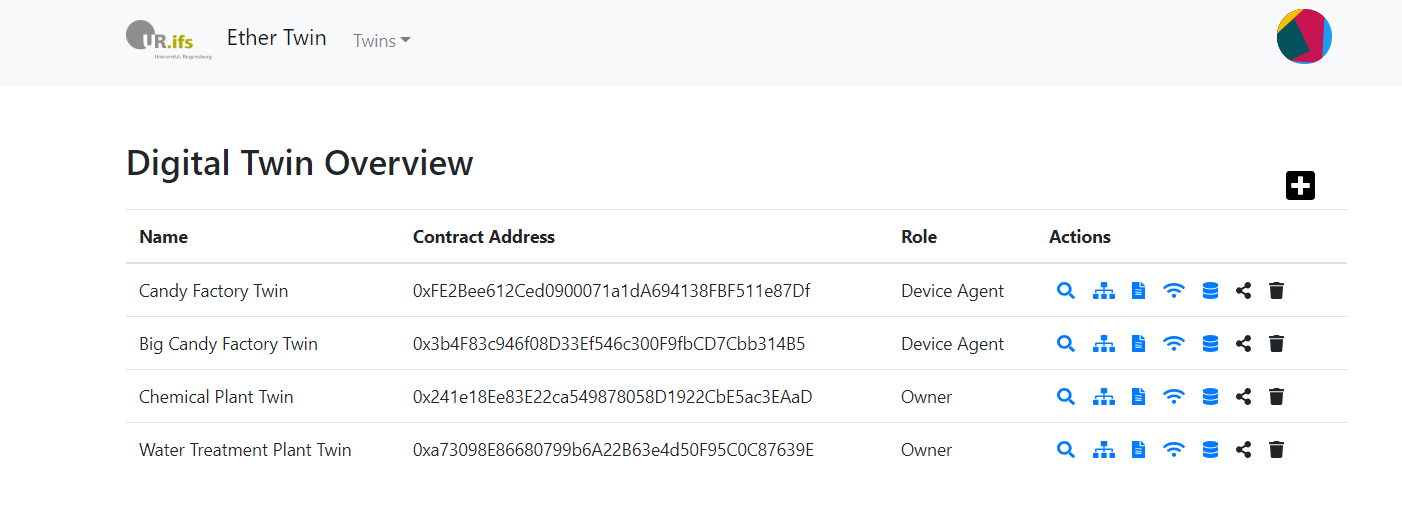 UR.ifs
Universität Regensburg
Ether Twin Twins
Digital Twin Overview
Name Contract Address Role Actions
Candy Factory Twin 0xFE2Bee612Ced0900071a1dA694138FBF511e87Df Device Agent
Big Candy Factory Twin 0x3b4F83c946f08D33Ef546c300F9fbCD7Cbb314B5 Device Agent
Chemical Plant Twin 0x241e18Ee83E22ca549878058D1922CbE5ac3EAaD Owner
Water Treatment Plant Twin 0xa73098E86680799b6A22B63e4d50F95C0C87639E Owner